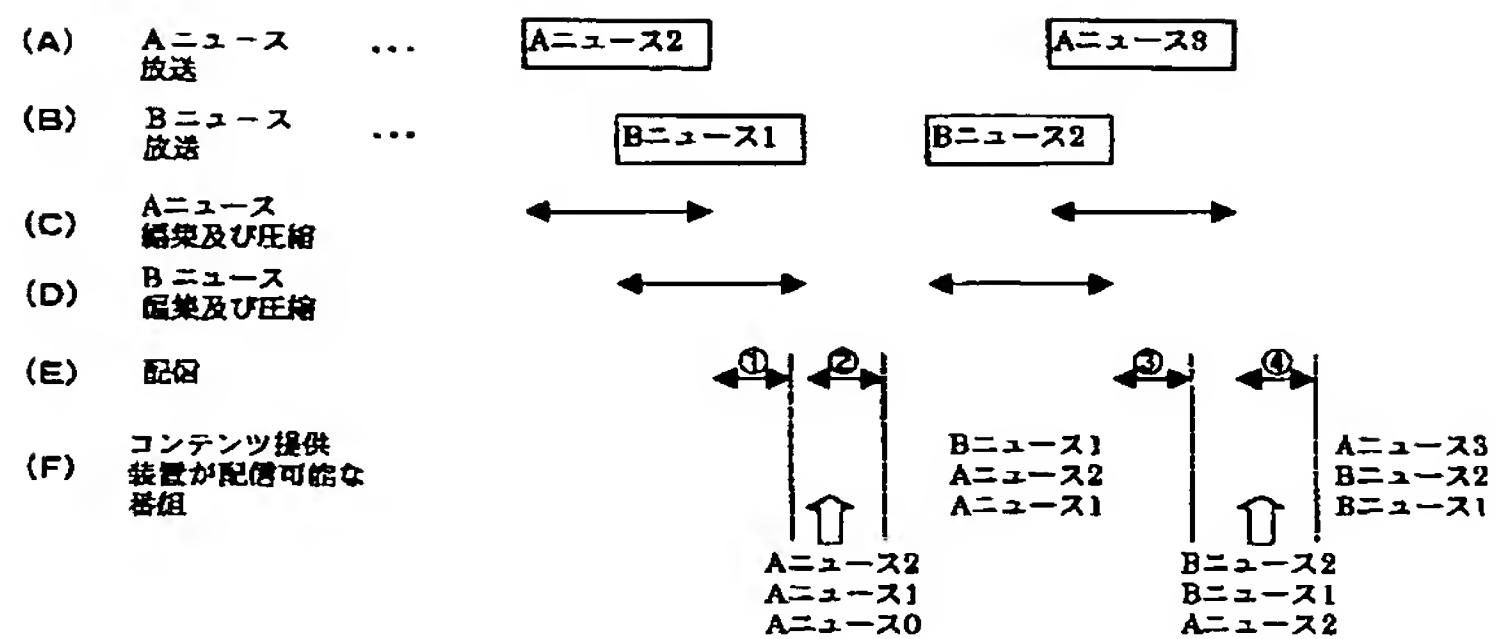 (A) Aニュース ... Aニュース2 Aニュース3
放送
(B) Bニュース ... Bニュース1 Bニュース2
放送
(C) Aニュース
編集及び圧縮
(D) Bニュース
編集及び圧縮
(E) 配信 ① ② ③ ④
(F) コンテンツ提供
装置が配信可能な
番組
Bニュース1
Aニュース2
Aニュース1
Aニュース3
Bニュース2
Bニュース1
Aニュース2
Aニュース1
Aニュース0
Bニュース2
Bニュース1
Aニュース2